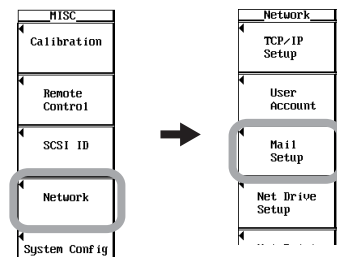 MISC
Calibration
Remote
Control
SCSI ID
Network
System Config
Network
TCP/IP
Setup
User
Account
Mail
Setup
Net Drive
Setup